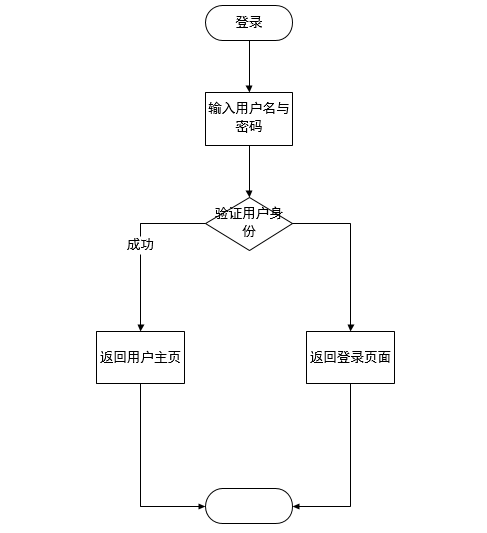 登录
输入用户名与
密码
验证用户身
份
成功
返回用户主页
返回登录页面